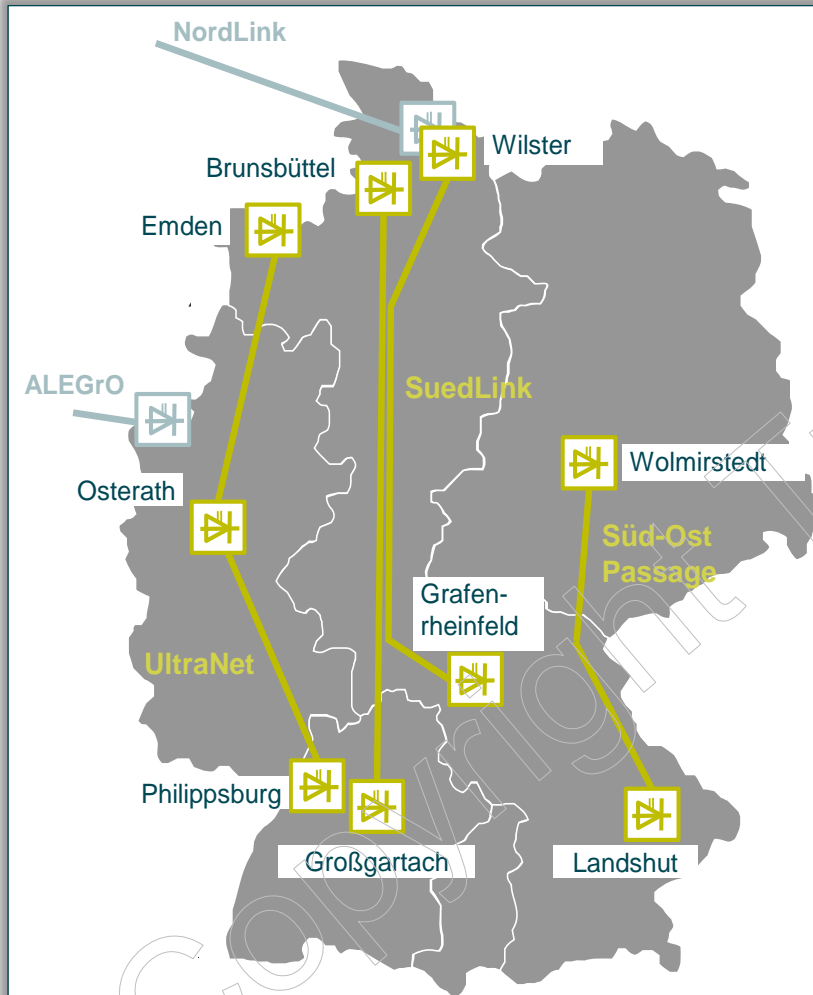 NordLink
Wilster
Brunsbüttel
Emden
SuedLink
ALEGrO
Wolmirstedt
Osterath
Süd-Ost
Passage
Grafen-
rheinfeld
UltraNet
Philippsburg
Großgartach
Landshut
Copyright T